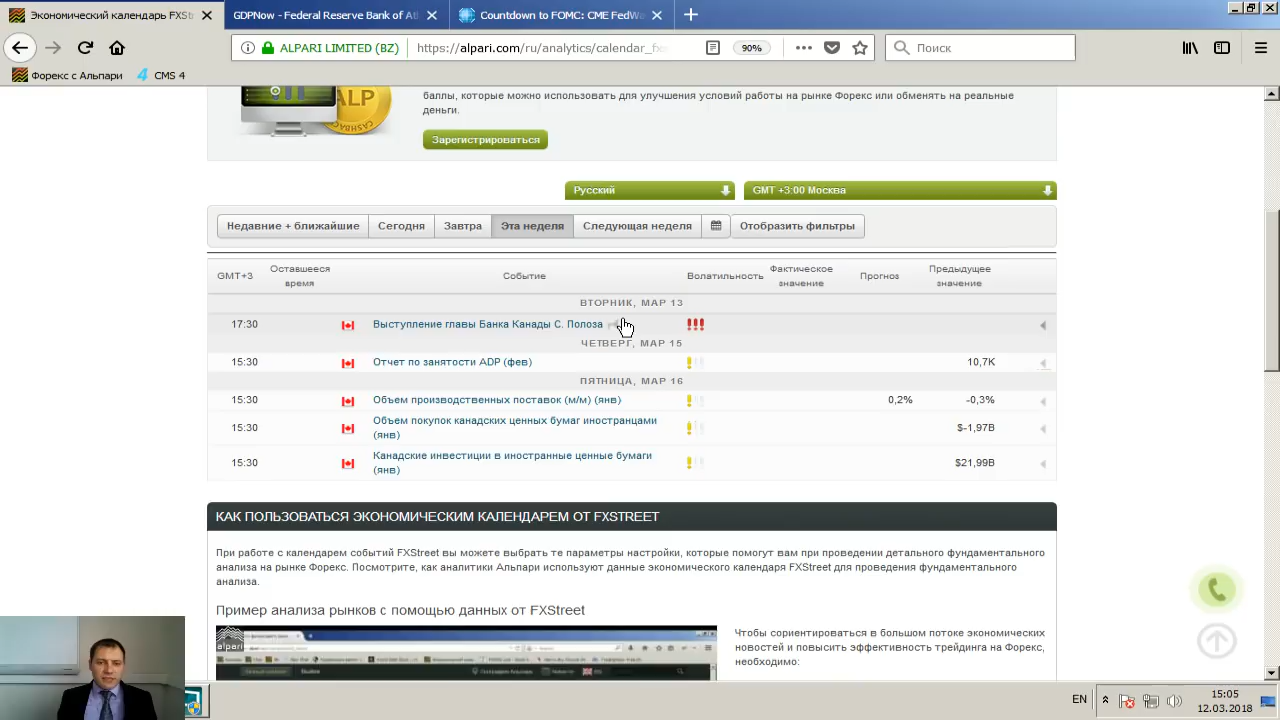 Экономический календарь FXSt
GDPNow - Federal Reserve Bank of Atl
Countdown to FOMC: CME FedWa
ALPARI LIMITED (BZ)
https://alpari.com/ru/analytics/calendar_fx
90%
Поиск
Форекс с Альпари
CMS 4
ALP
CASHBACK
баллы, которые можно использовать для улучшения условий работы на рынке Форекс или обменять на реальные
деньги.
Зарегистрироваться
Русский
GMT +3:00 Москва
Недавние + ближайшие
Сегодня
Завтра
Эта неделя
Следующая неделя
Отобразить фильтры
GMT+3
Оставшееся
время
Событие
Волатильность
Фактическое
значение
Прогноз
Предыдущее
значение
ВТОРНИК, МАР 13
17:30 Выступление главы Банка Канады С. Полоза
ЧЕТВЕРГ, МАР 15
15:30 Отчет по занятости ADP (фев) 10,7K
ПЯТНИЦА, МАР 16
15:30 Объем производственных поставок (м/м) (янв) 0,2% -0,3%
15:30 Объем покупок канадских ценных бумаг иностранцами
(янв) $-1,97B
15:30 Канадские инвестиции в иностранные ценные бумаги
(янв) $21,99B
КАК ПОЛЬЗОВАТЬСЯ ЭКОНОМИЧЕСКИМ КАЛЕНДАРЕМ ОТ FXSTREET
При работе с календарем событий FXStreet вы можете выбрать те параметры настройки, которые помогут вам при проведении детального фундаментального
анализа на рынке Форекс. Посмотрите, как аналитики Альпари используют данные экономического календаря FXStreet для проведения фундаментального
анализа.
Пример анализа рынков с помощью данных от FXStreet
alpari
Чтобы сориентироваться в большом потоке экономических
новостей и повысить эффективность трейдинга на Форекс,
необходимо:
EN
15:05
12.03.2018